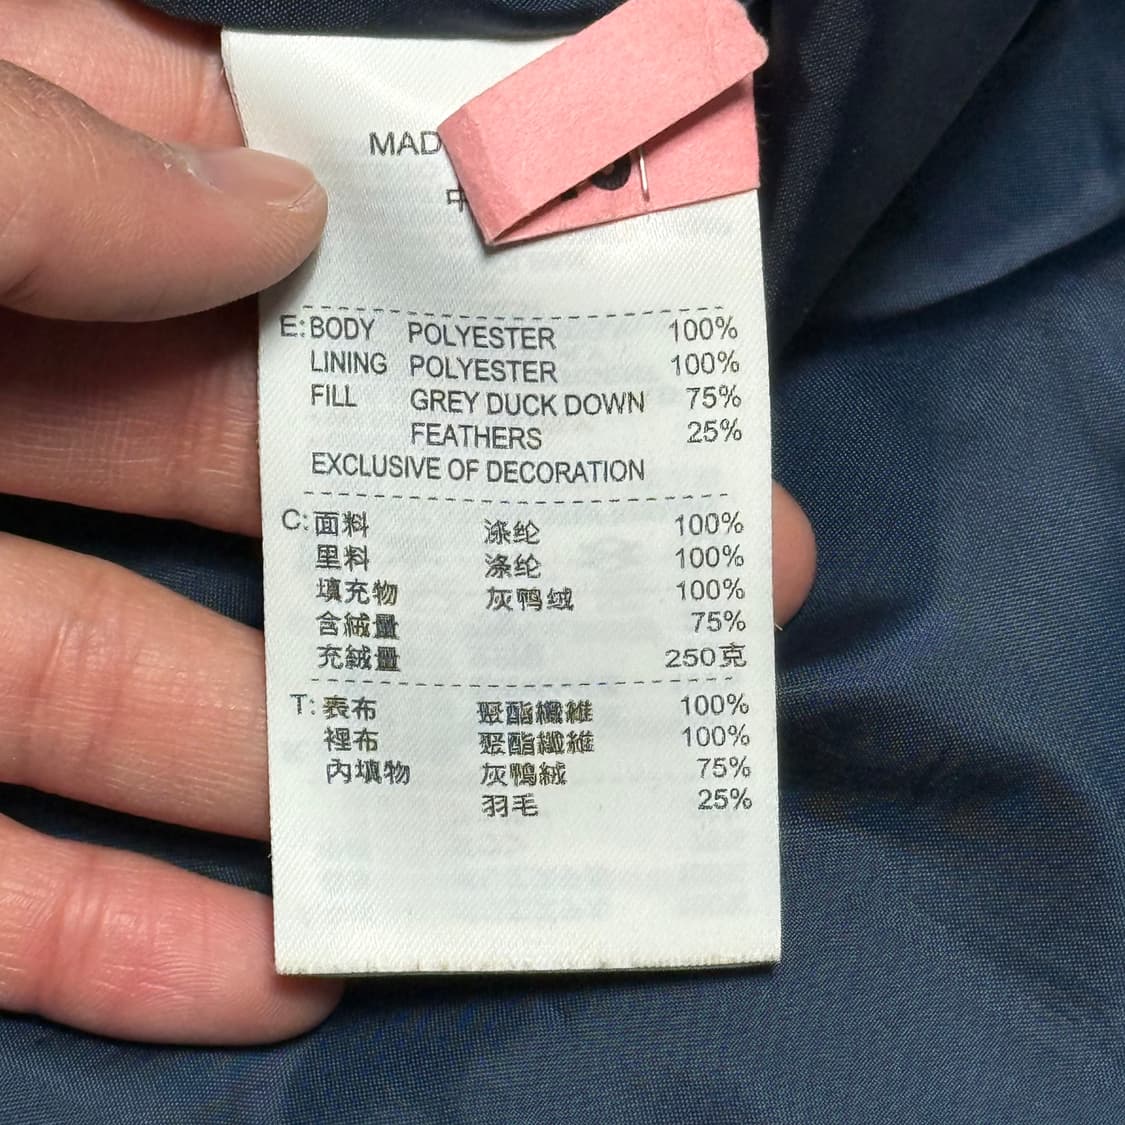 MAD
中
E: BODY POLYESTER 100%
LINING POLYESTER 100%
FILL GREY DUCK DOWN 75%
FEATHERS 25%
EXCLUSIVE OF DECORATION
C: 面料 涤纶 100%
里料 涤纶 100%
填充物 灰鸭绒 100%
含絨量 75%
充絨量 250克
T: 表布 聚酯纖維 100%
裡布 聚酯纖維 100%
內填物 灰鴨絨 75%
羽毛 25%